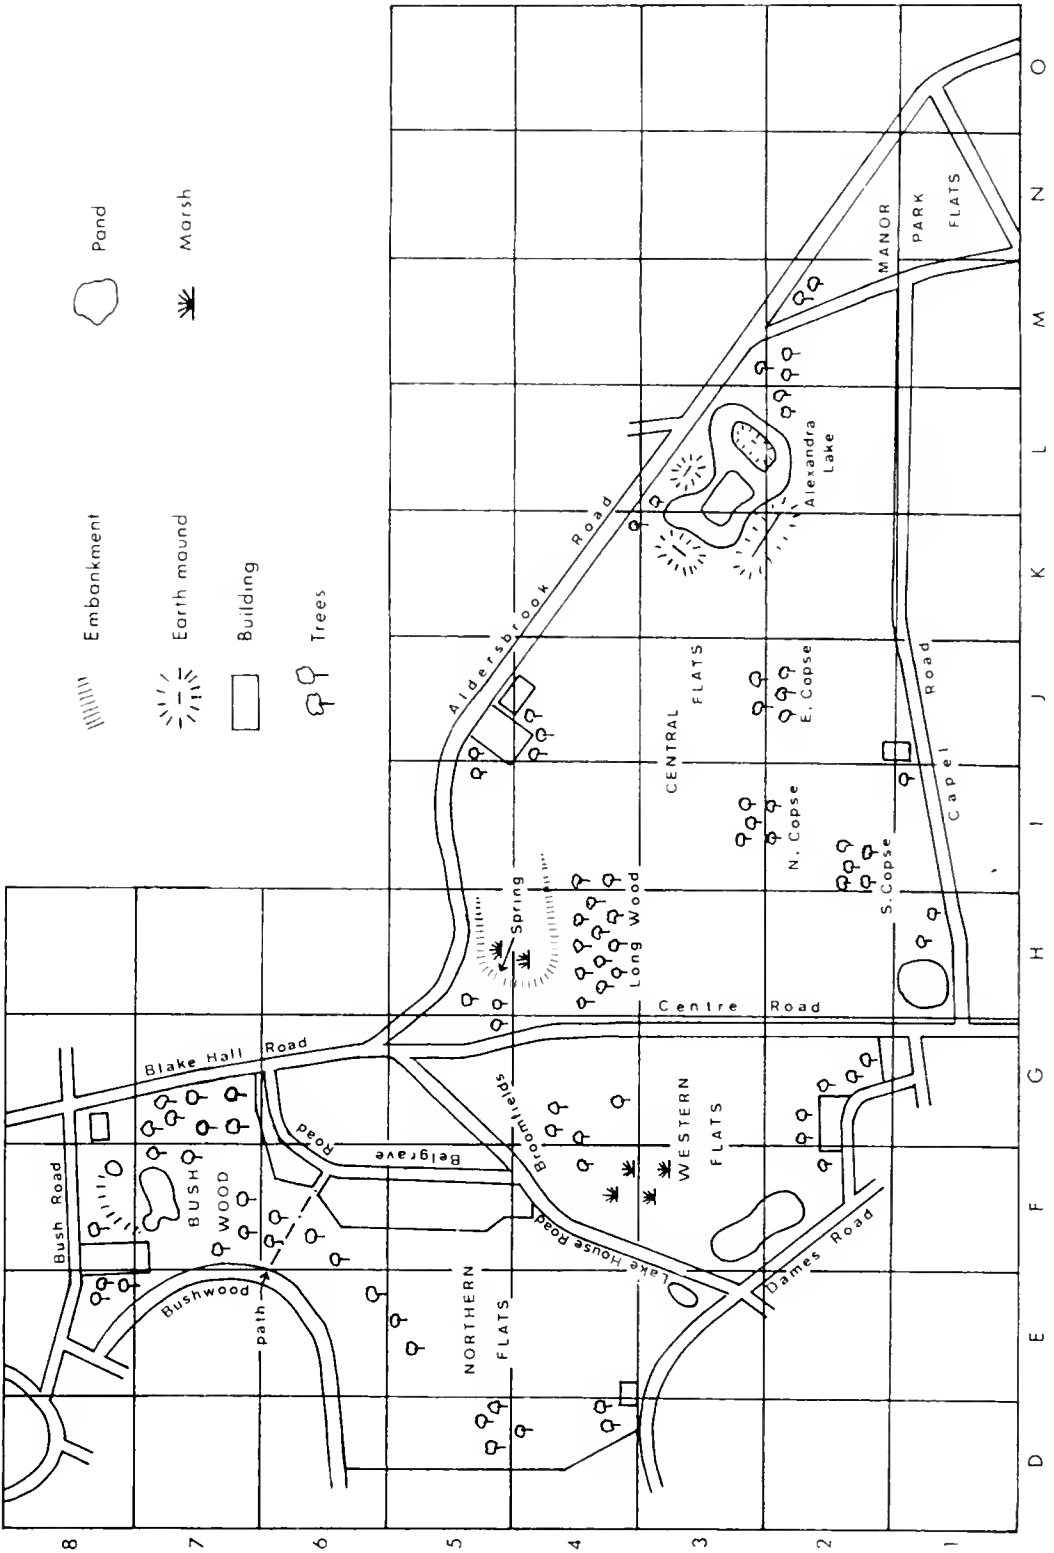 Embankment
Earth maund
Building
Trees
Pand
Marsh
Bush Road
Blake Hall Road
BUSH
WOOD
Bushwood
path
Belgrave Road
NORTHERN
FLATS
Broomfields
Lake House Road
Dames Road
WESTERN
FLATS
Centre Road
Spring
Long Wood
Aldersbrook Road
CENTRAL
FLATS
N. Copse
E. Copse
S. Copse
Capel Road
Alexandra
Lake
MANOR
PARK
FLATS
8
7
6
5
4
3
2
1
D E F G H I J K L M N O